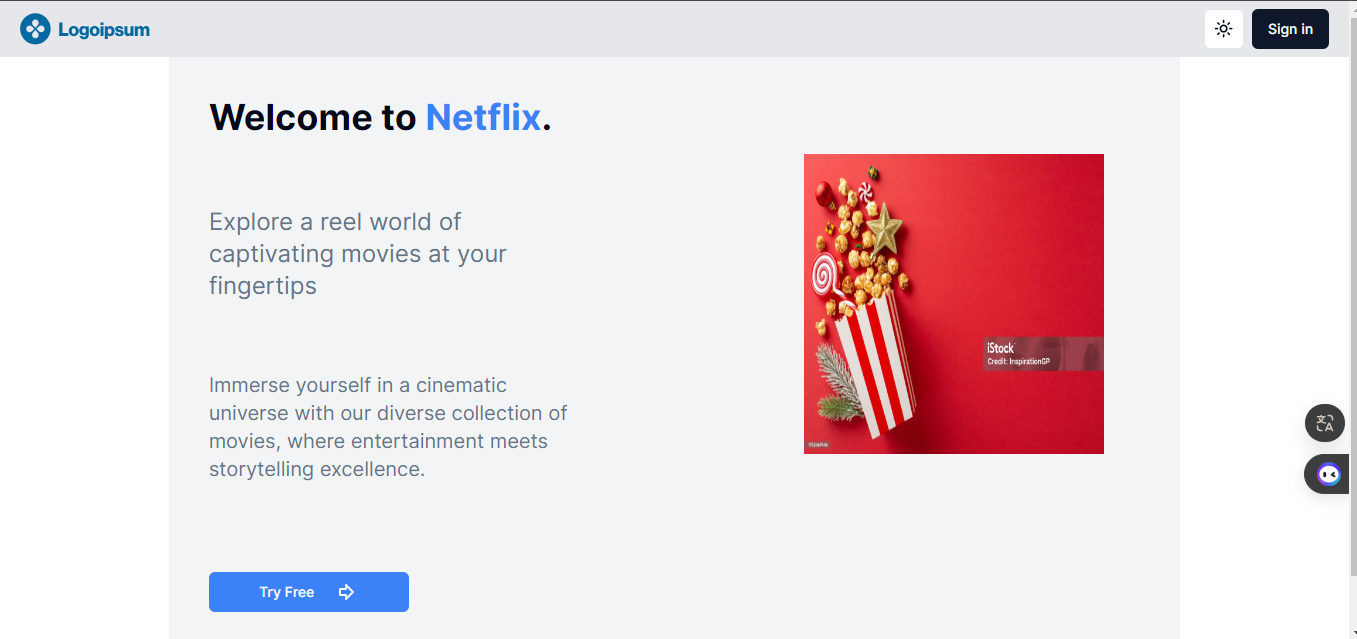 Logoipsum
Sign in
Welcome to Netflix.
Explore a reel world of
captivating movies at your
fingertips
iStock
Credit: InspirationGP
Immerse yourself in a cinematic
universe with our diverse collection of
movies, where entertainment meets
storytelling excellence.
Try Free